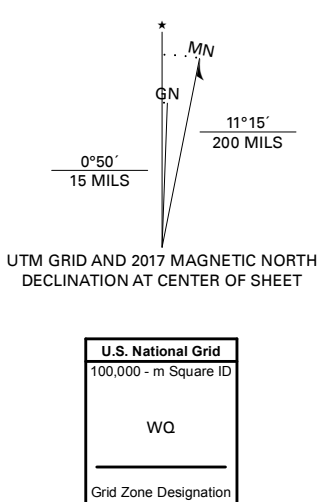 ★
MN
GN
11°15´
200 MILS
0°50´
15 MILS
UTM GRID AND 2017 MAGNETIC NORTH
DECLINATION AT CENTER OF SHEET
U.S. National Grid
100,000 - m Square ID
WQ
Grid Zone Designation